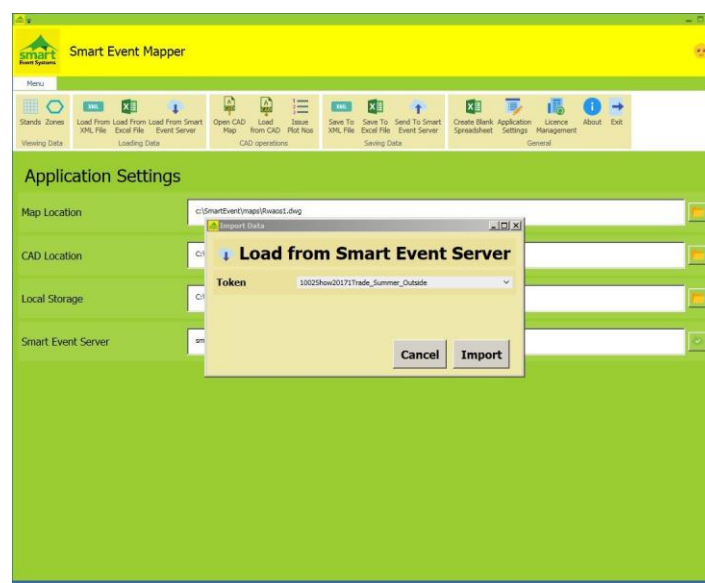 smart
Event Systems
Smart Event Mapper
Menu
Stands Zones Load From Load From Load From Smart Open CAD Load Issue Save To Save To Send To Smart Create Blank Application Licence About Exit
XML File Excel File Event Server Map from CAD Plot Nos XML File Excel File Event Server Spreadsheet Settings Management
Viewing Data Loading Data CAD operations Saving Data General
Application Settings
Map Location c:\SmartEvent\maps\Rwaos1.dwg
Import Data
Load from Smart Event Server
CAD Location
Token 1002Show20171Trade_Summer_Outside
Local Storage
Smart Event Server
Cancel Import